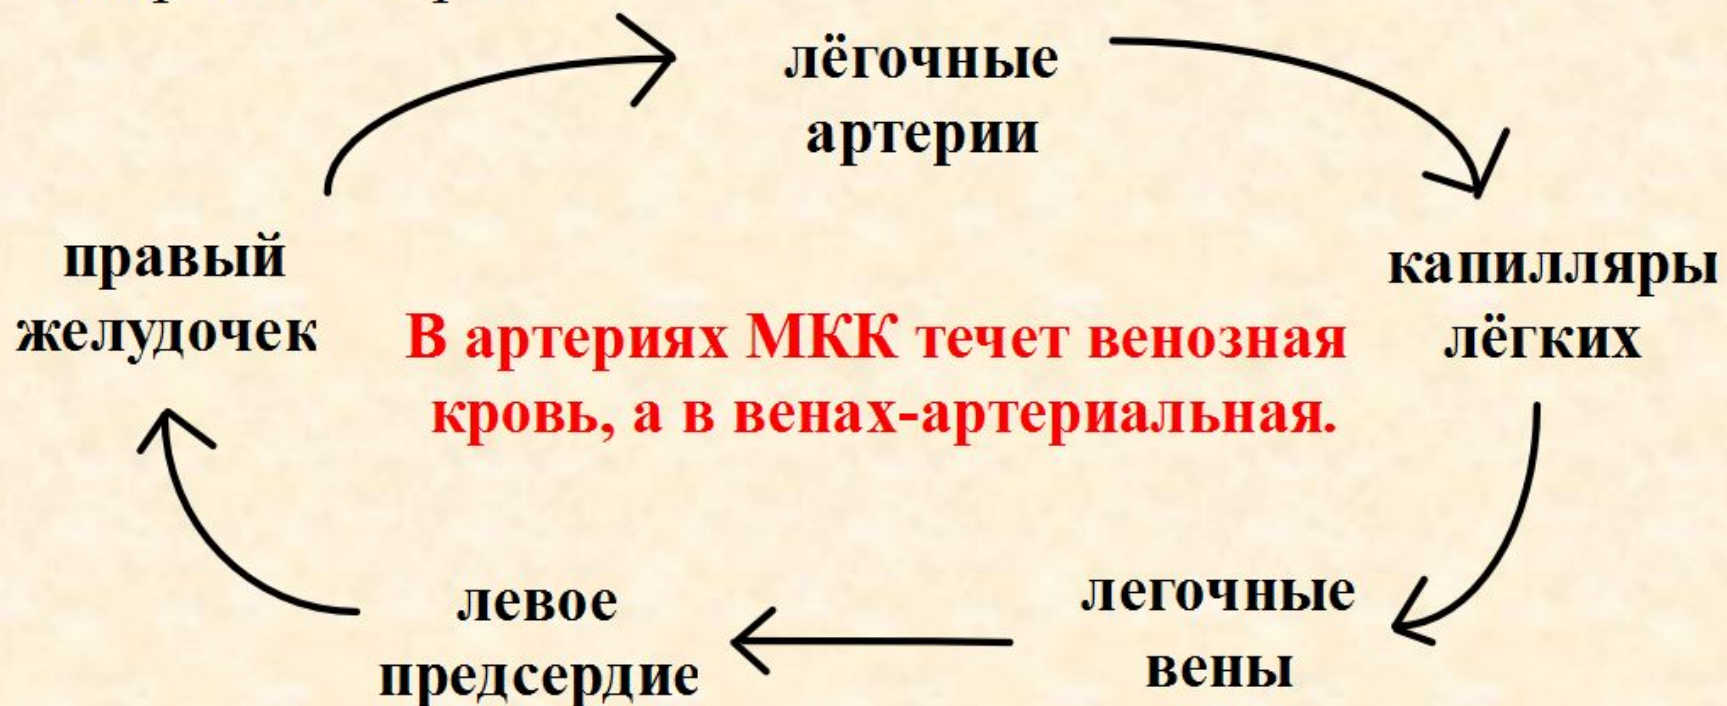 лёгочные
артерии
правый
желудочек
капилляры
лёгких
В артериях МКК течет венозная
кровь, а в венах-артериальная.
левое
предсердие
легочные
вены